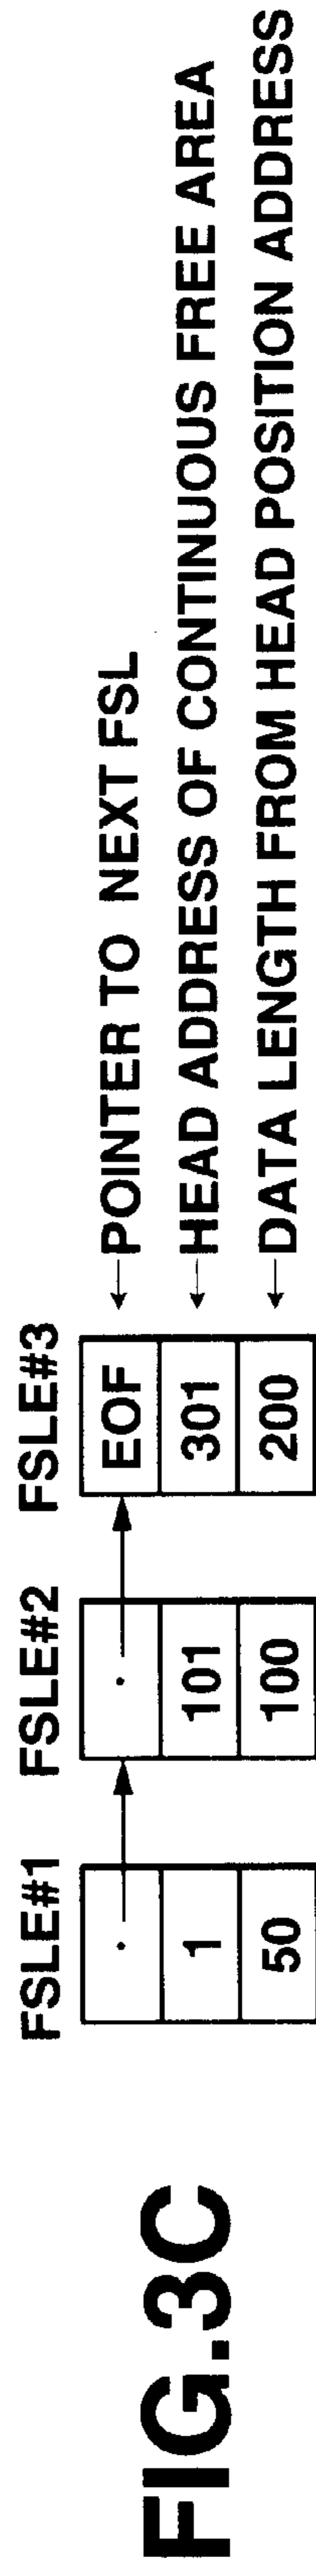 FIG.3C
FSLE#1 FSLE#2 FSLE#3
EOF POINTER TO NEXT FSL
1 101 301 HEAD ADDRESS OF CONTINUOUS FREE AREA
50 100 200 DATA LENGTH FROM HEAD POSITION ADDRESS